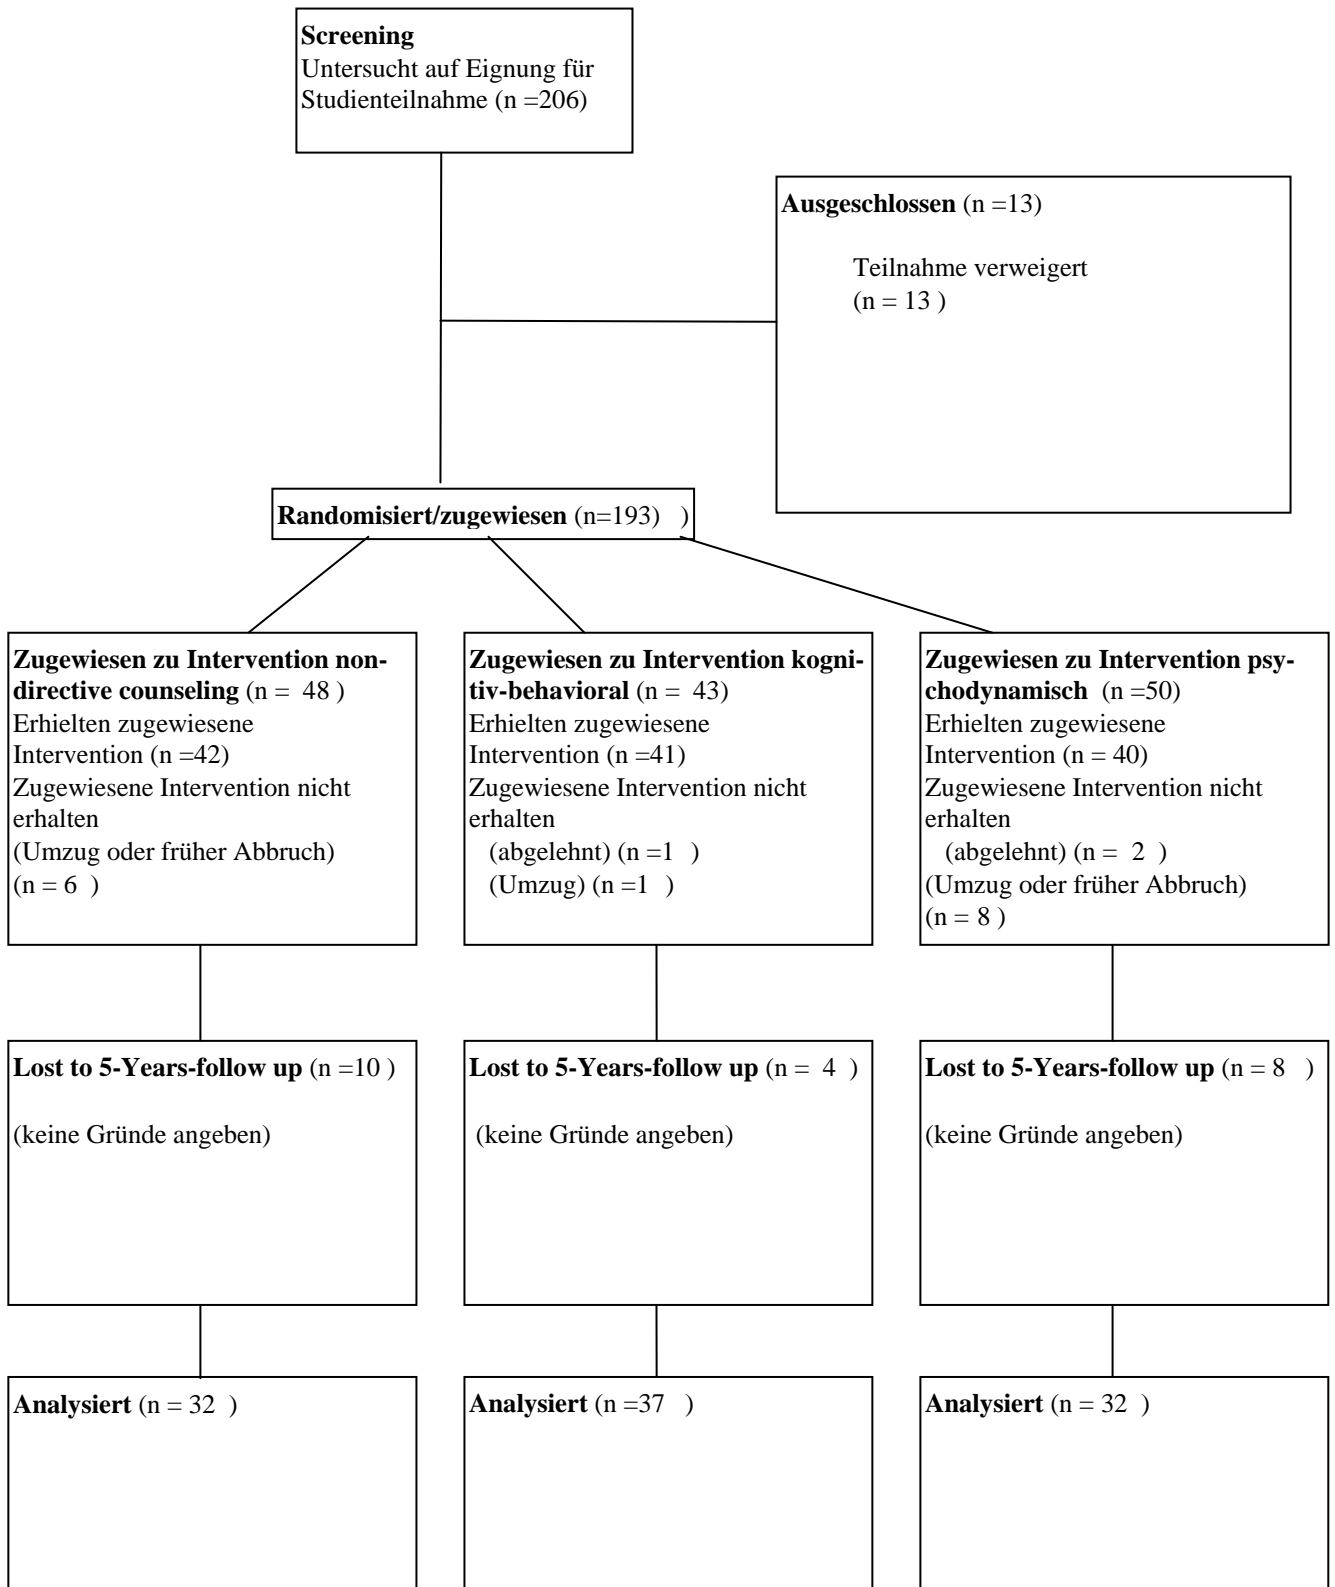 Screening
Untersucht auf Eignung für
Studienteilnahme (n =206)
Ausgeschlossen (n =13)
Teilnahme verweigert
(n = 13 )
Randomisiert/zugewiesen (n=193) )
Zugewiesen zu Intervention non-
directive counseling (n = 48 )
Erhielten zugewiesene
Intervention (n =42)
Zugewiesene Intervention nicht
erhalten
(Umzug oder früher Abbruch)
(n = 6 )
Zugewiesen zu Intervention kogni-
tiv-behavioral (n = 43)
Erhielten zugewiesene
Intervention (n =41)
Zugewiesene Intervention nicht
erhalten
(abgelehnt) (n =1 )
(Umzug) (n =1 )
Zugewiesen zu Intervention psy-
chodynamisch (n =50)
Erhielten zugewiesene
Intervention (n = 40)
Zugewiesene Intervention nicht
erhalten
(abgelehnt) (n = 2 )
(Umzug oder früher Abbruch)
(n = 8 )
Lost to 5-Years-follow up (n =10 )
(keine Gründe angeben)
Lost to 5-Years-follow up (n = 4 )
(keine Gründe angeben)
Lost to 5-Years-follow up (n = 8 )
(keine Gründe angeben)
Analysiert (n = 32 )
Analysiert (n =37 )
Analysiert (n = 32 )